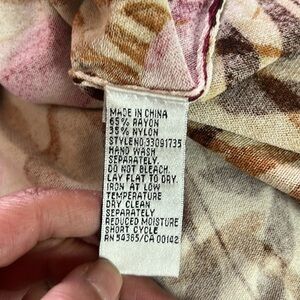 MADE IN CHINA
65% RAYON
35% NYLON
STYLENO.33091735
HAND WASH
SEPARATELY.
DO NOT BLEACH.
LAY FLAT TO DRY.
IRON AT LOW
TEMPERATURE
DRY CLEAN
SEPARATELY
REDUCED MOISTURE
SHORT CYCLE
RN 54365/CA 00142